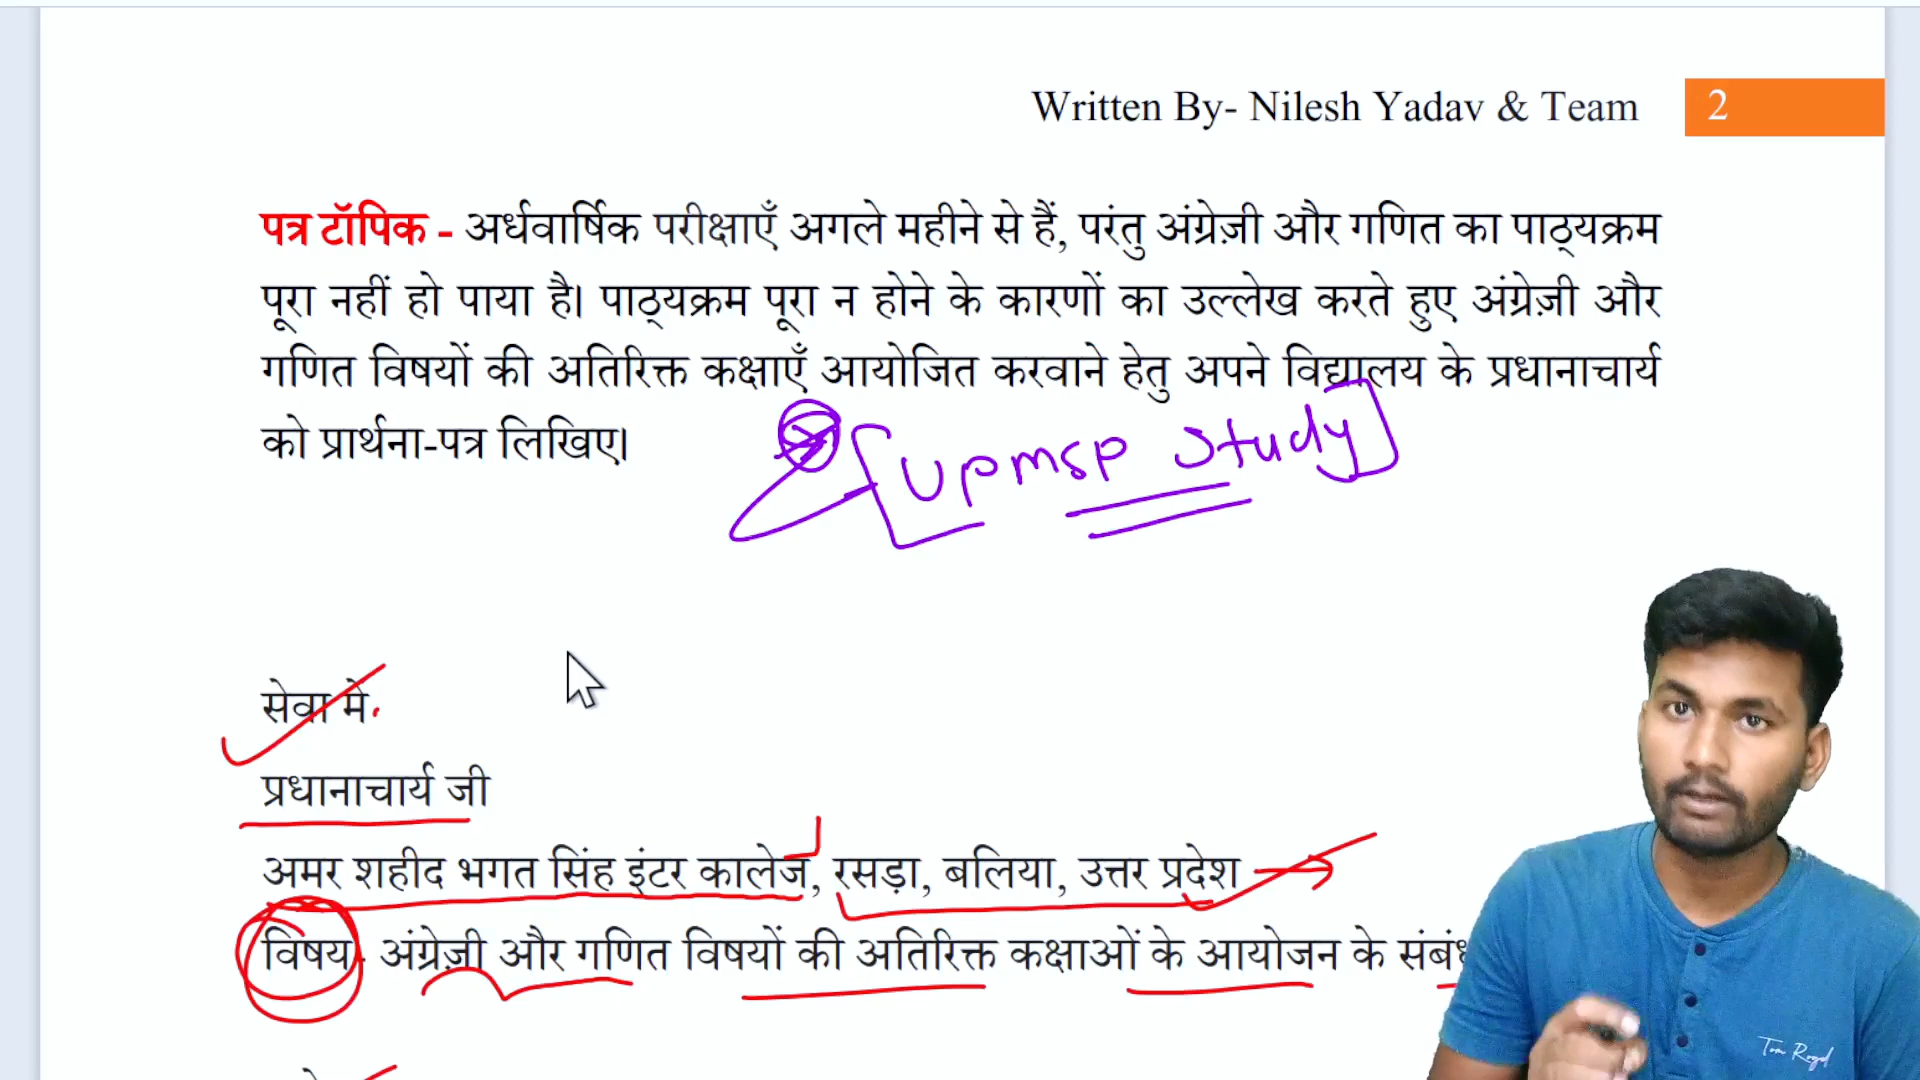 Written By- Nilesh Yadav & Team 2
पत्र टॉपिक - अर्धवार्षिक परीक्षाएँ अगले महीने से हैं, परंतु अंग्रेज़ी और गणित का पाठ्यक्रम
पूरा नहीं हो पाया है। पाठ्यक्रम पूरा न होने के कारणों का उल्लेख करते हुए अंग्रेज़ी और
गणित विषयों की अतिरिक्त कक्षाएँ आयोजित करवाने हेतु अपने विद्यालय के प्रधानाचार्य
को प्रार्थना-पत्र लिखिए।
[UPMSP Study]
सेवा मे
प्रधानाचार्य जी
अमर शहीद भगत सिंह इंटर कालेज, रसड़ा, बलिया, उत्तर प्रदेश
विषय- अंग्रेज़ी और गणित विषयों की अतिरिक्त कक्षाओं के आयोजन के
Tom Royal